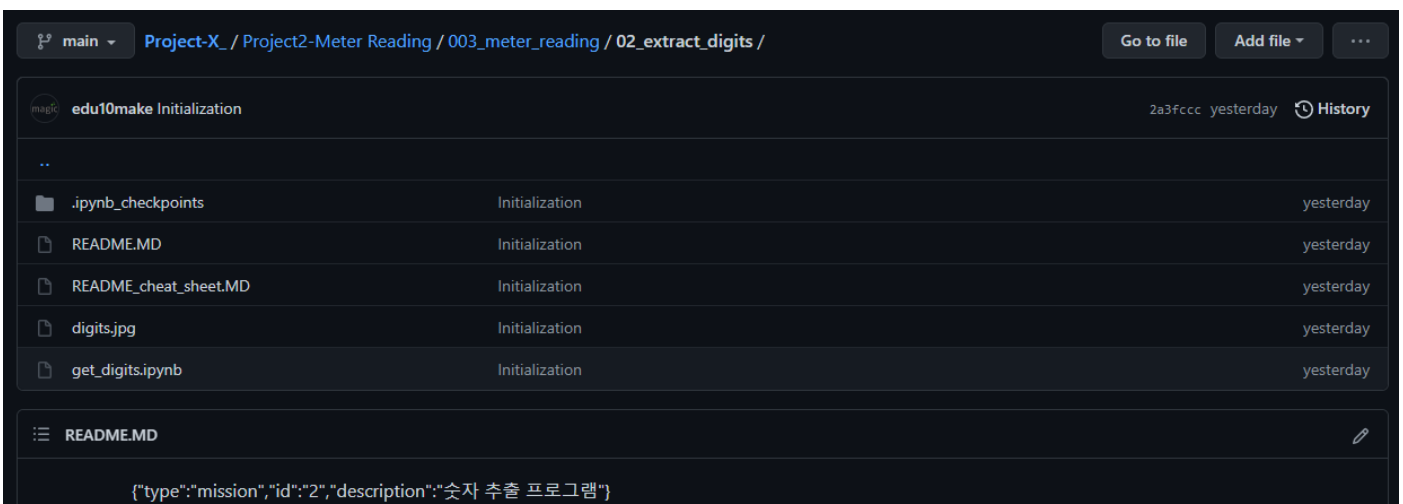 main Project-X_ / Project2-Meter Reading / 003_meter_reading / 02_extract_digits / Go to file Add file ...
magic edu10make Initialization 2a3fccc yesterday History
..
.ipynb_checkpoints Initialization yesterday
README.MD Initialization yesterday
README_cheat_sheet.MD Initialization yesterday
digits.jpg Initialization yesterday
get_digits.ipynb Initialization yesterday
README.MD
{"type":"mission","id":"2","description":"숫자 추출 프로그램"}